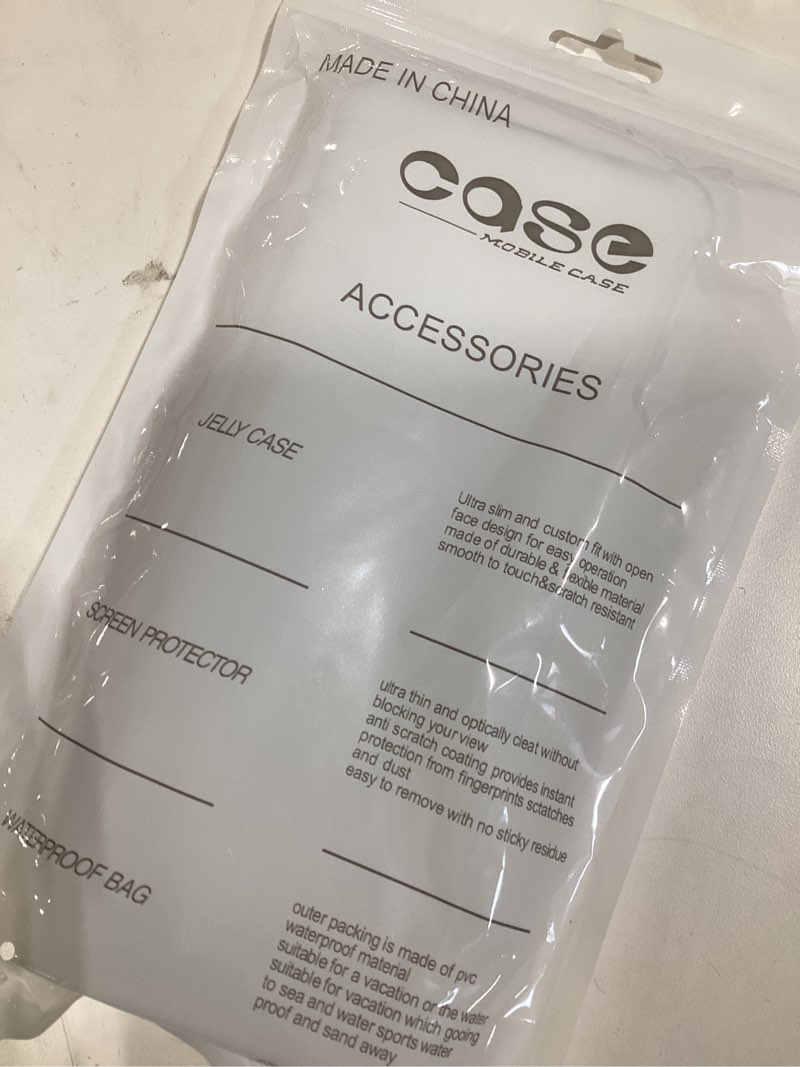 MADE IN CHINA
case
MOBILE CASE
ACCESSORIES
JELLY CASE
Ultra slim and custom fit with open
face design for easy operation
made of durable & flexible material
smooth to touch&scratch resistant
SCREEN PROTECTOR
ultra thin and optically cleat without
blocking your view
anti scratch coating provides instant
protection from fingerprints sctatches
and dust
easy to remove with no sticky residue
WATERPROOF BAG
outer packing is made of pvc
waterproof material
suitable for a vacation or the water
suitable for vacation which gooing
to sea and water sports water
proof and sand away